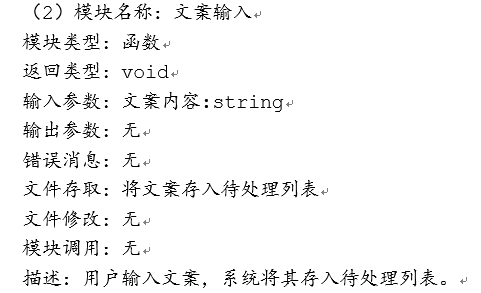 （2）模块名称：文案输入
模块类型：函数
返回类型：void
输入参数：文案内容:string
输出参数：无
错误消息：无
文件存取：将文案存入待处理列表
文件修改：无
模块调用：无
描述：用户输入文案，系统将其存入待处理列表。